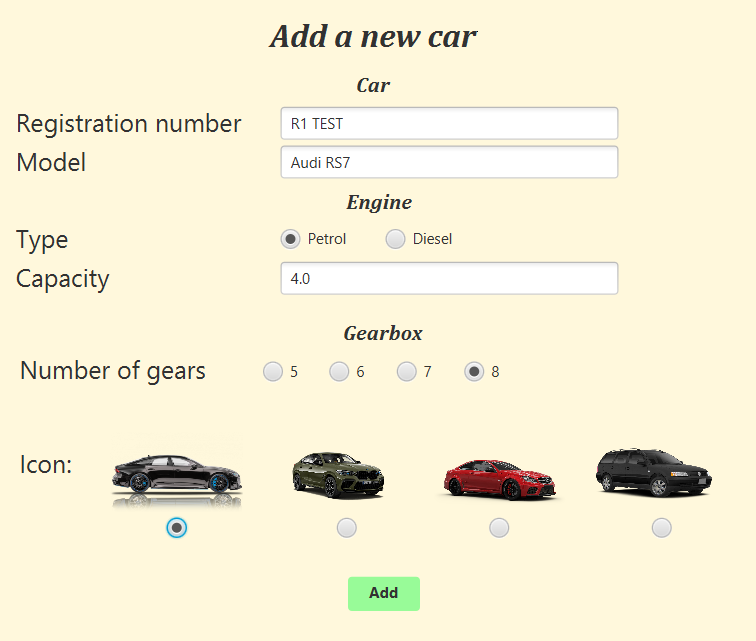 Add a new car
Car
Registration number R1 TEST
Model Audi RS7
Engine
Type Petrol Diesel
Capacity 4.0
Gearbox
Number of gears 5 6 7 8
Icon:
Add